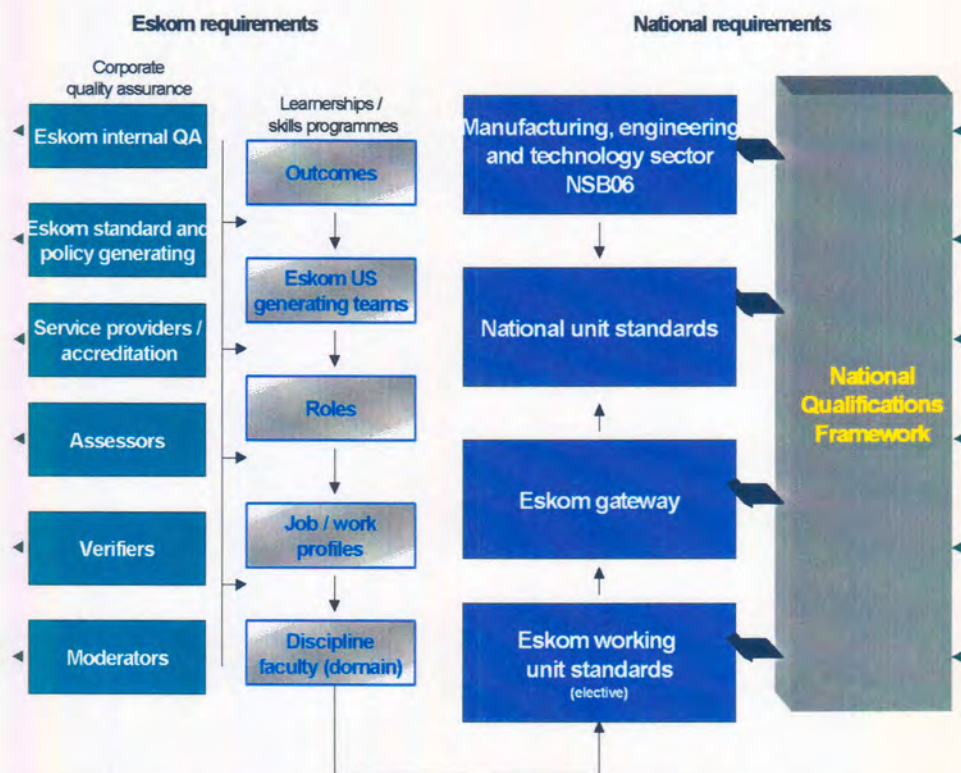 Eskom requirements
National requirements
Corporate
quality assurance
Eskom internal QA
Eskom standard and
policy generating
Service providers /
accreditation
Assessors
Verifiers
Moderators
Learnerships /
skills programmes
Outcomes
Eskom US
generating teams
Roles
Job / work
profiles
Discipline
faculty (domain)
Manufacturing, engineering
and technology sector
NSB06
National unit standards
Eskom gateway
Eskom working
unit standards
(elective)
National
Qualifications
Framework